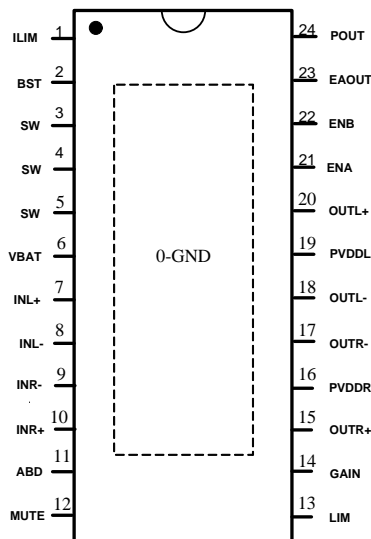 ILIM 1
BST 2
SW 3
SW 4
SW 5
VBAT 6
INL+ 7
INL- 8
INR- 9
INR+ 10
ABD 11
MUTE 12
0-GND
24 POUT
23 EAOUT
22 ENB
21 ENA
20 OUTL+
19 PVDDL
18 OUTL-
17 OUTR-
16 PVDDR
15 OUTR+
14 GAIN
13 LIM